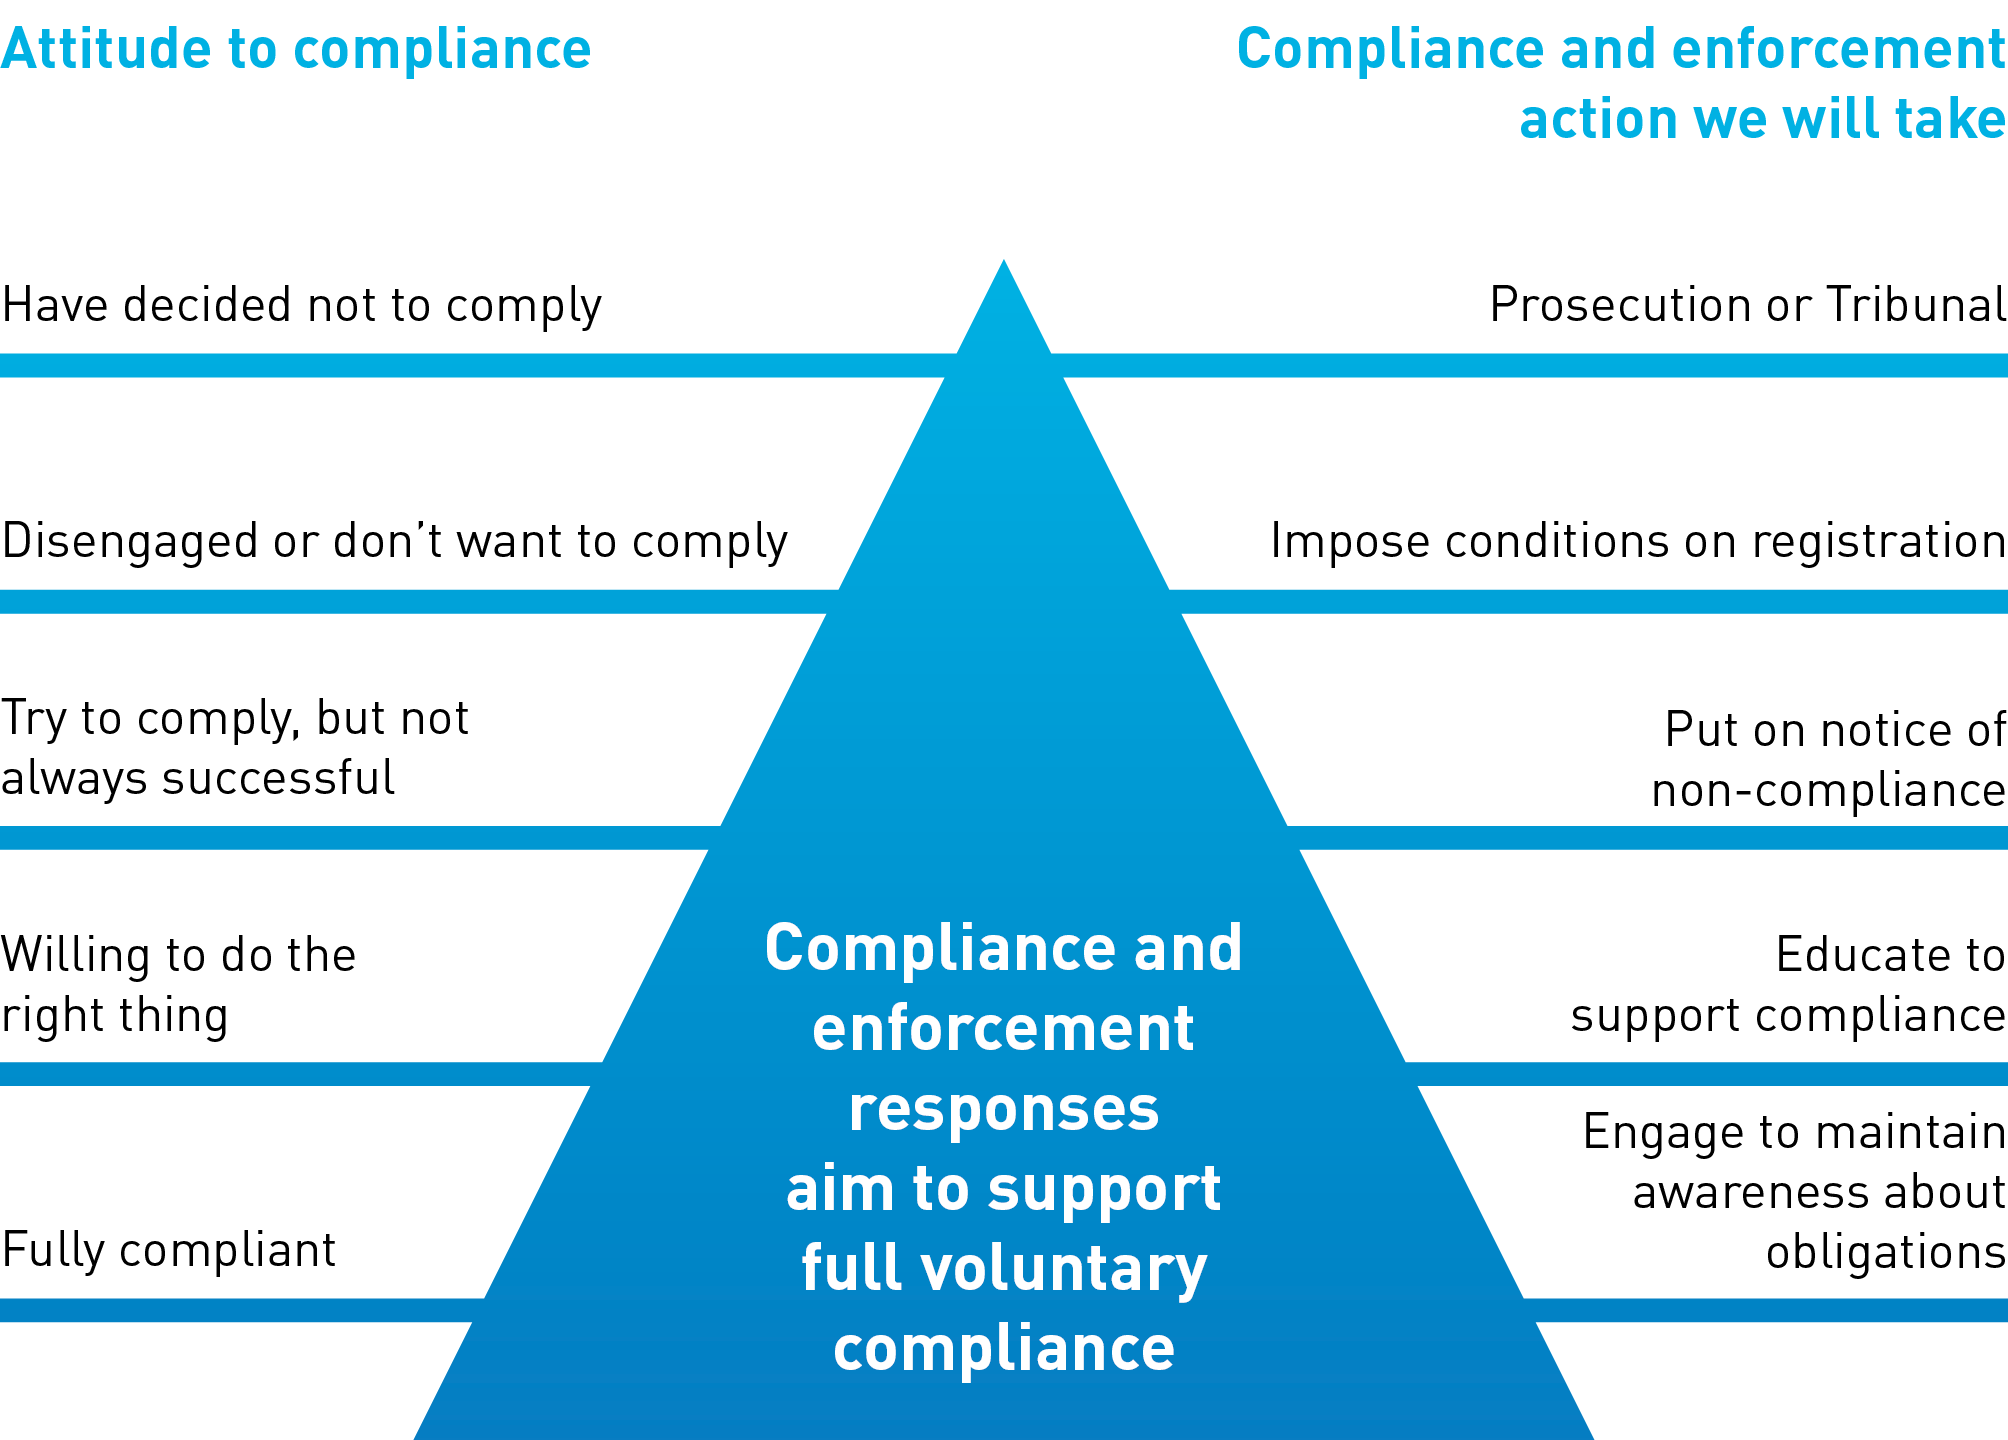 Attitude to compliance
Compliance and enforcement
action we will take
Have decided not to comply
Prosecution or Tribunal
Disengaged or don’t want to comply
Impose conditions on registration
Try to comply, but not
always successful
Put on notice of
non-compliance
Willing to do the
right thing
Educate to
support compliance
Fully compliant
Engage to maintain
awareness about
obligations
Compliance and
enforcement
responses
aim to support
full voluntary
compliance